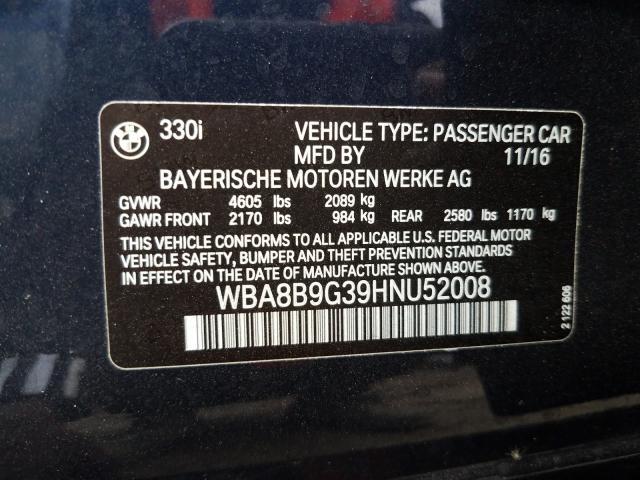 BMW 330i VEHICLE TYPE: PASSENGER CAR
MFD BY 11/16
BAYERISCHE MOTOREN WERKE AG
GVWR 4605 lbs 2089 kg
GAWR FRONT 2170 lbs 984 kg REAR 2580 lbs 1170 kg
THIS VEHICLE CONFORMS TO ALL APPLICABLE U.S. FEDERAL MOTOR
VEHICLE SAFETY, BUMPER AND THEFT PREVENTION STANDARDS
IN EFFECT ON THE DATE OF MANUFACTURE SHOWN ABOVE.
WBA8B9G39HNU52008
2 122 606